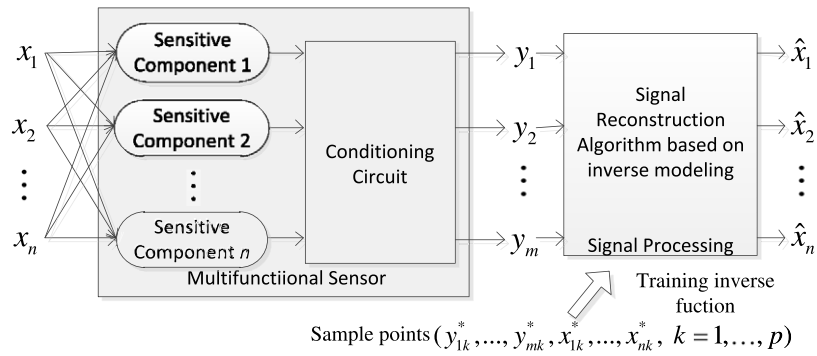 x₁
x₂
⋮
xₙ
Sensitive
Component 1
Sensitive
Component 2
⋮
Sensitive
Component n
Conditioning
Circuit
Multifunctiional Sensor
y₁
y₂
⋮
yₘ
Signal
Reconstruction
Algorithm based on
inverse modeling
Signal Processing
x̂₁
x̂₂
⋮
x̂ₙ
Training inverse
fuction
Sample points (y*₁ₖ,..., y*ₘₖ, x*₁ₖ,..., x*ₙₖ, k = 1,..., p)